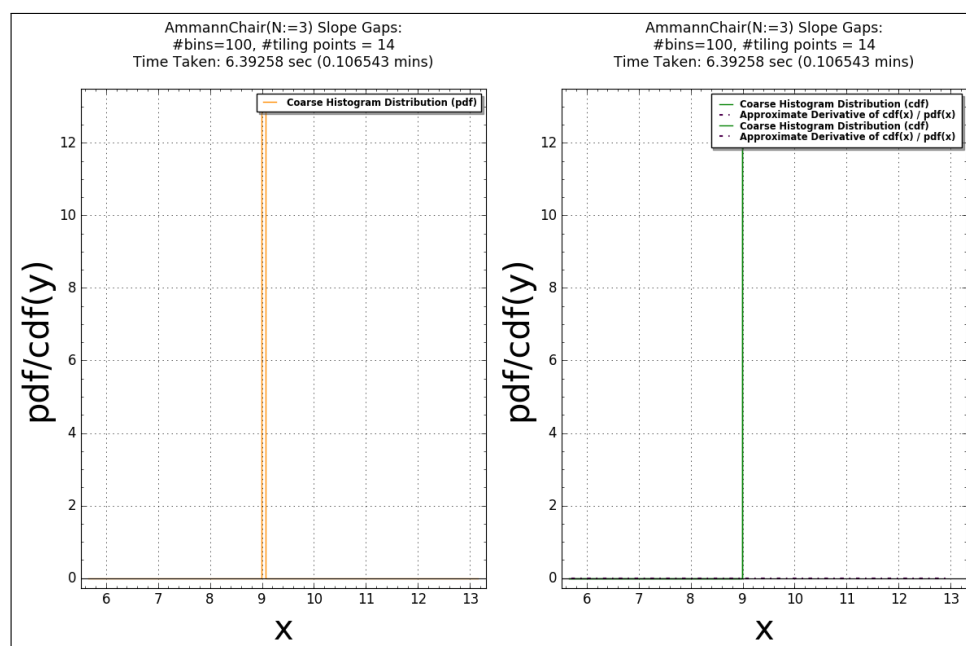 AmmannChair(N:=3) Slope Gaps:
#bins=100, #tiling points = 14
Time Taken: 6.39258 sec (0.106543 mins)
Coarse Histogram Distribution (pdf)
12
10
8
6
4
2
0
pdf/cdf(y)
6 7 8 9 10 11 12 13
x
AmmannChair(N:=3) Slope Gaps:
#bins=100, #tiling points = 14
Time Taken: 6.39258 sec (0.106543 mins)
Coarse Histogram Distribution (cdf)
Approximate Derivative of cdf(x) / pdf(x)
Coarse Histogram Distribution (cdf)
Approximate Derivative of cdf(x) / pdf(x)
12
10
8
6
4
2
0
pdf/cdf(y)
6 7 8 9 10 11 12 13
x